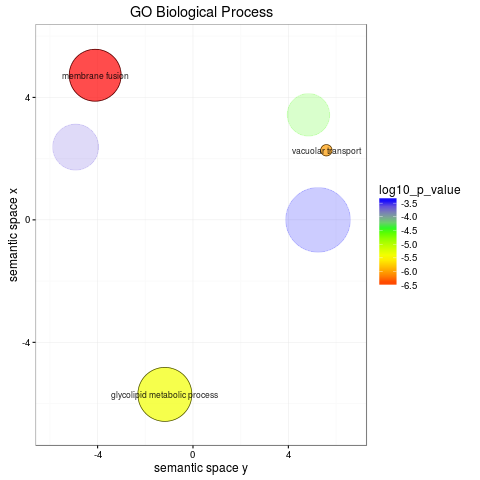 GO Biological Process
membrane fusion
vacuolar transport
glycolipid metabolic process
4
0
-4
semantic space x
-4
0
4
semantic space y
log10_p_value
-3.5
-4.0
-4.5
-5.0
-5.5
-6.0
-6.5